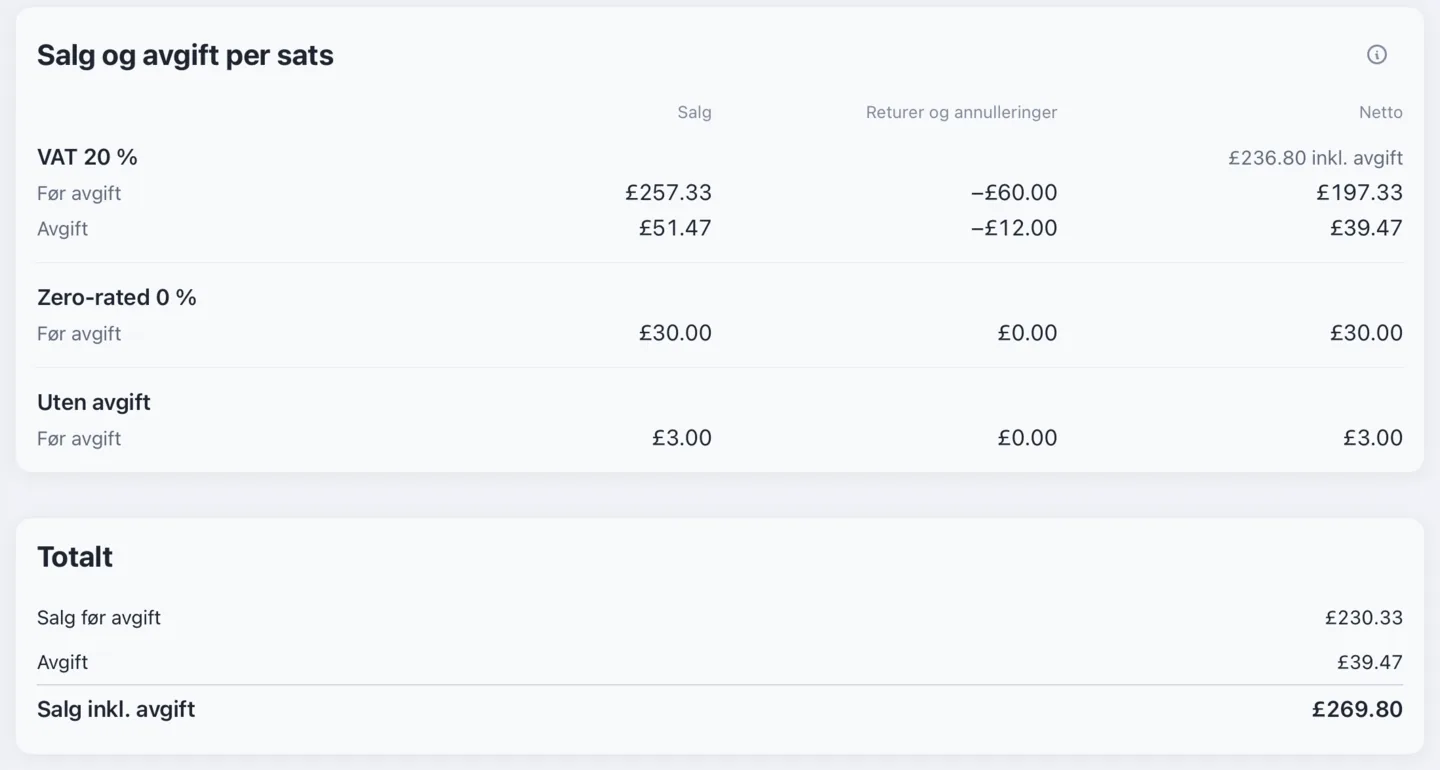 Salg og avgift per sats
Salg Returer og annulleringer Netto
VAT 20 % £236.80 inkl. avgift
Før avgift £257.33 –£60.00 £197.33
Avgift £51.47 –£12.00 £39.47
Zero-rated 0 %
Før avgift £30.00 £0.00 £30.00
Uten avgift
Før avgift £3.00 £0.00 £3.00
Totalt
Salg før avgift £230.33
Avgift £39.47
Salg inkl. avgift £269.80